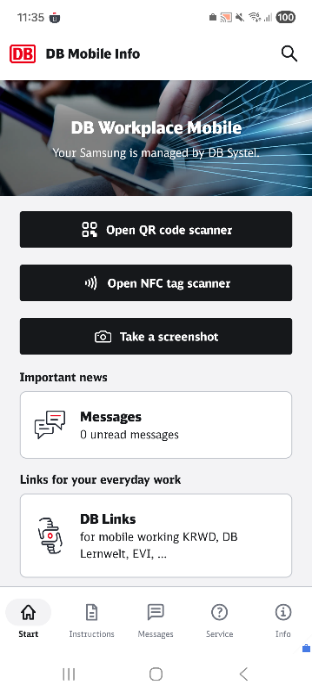 11:35
100
DB
DB Mobile Info
DB Workplace Mobile
Your Samsung is managed by DB Systel.
Open QR code scanner
Open NFC tag scanner
Take a screenshot
Important news
Messages
0 unread messages
Links for your everyday work
DB Links
for mobile working KRWD, DB
Lernwelt, EVI, ...
Start
Instructions
Messages
Service
Info